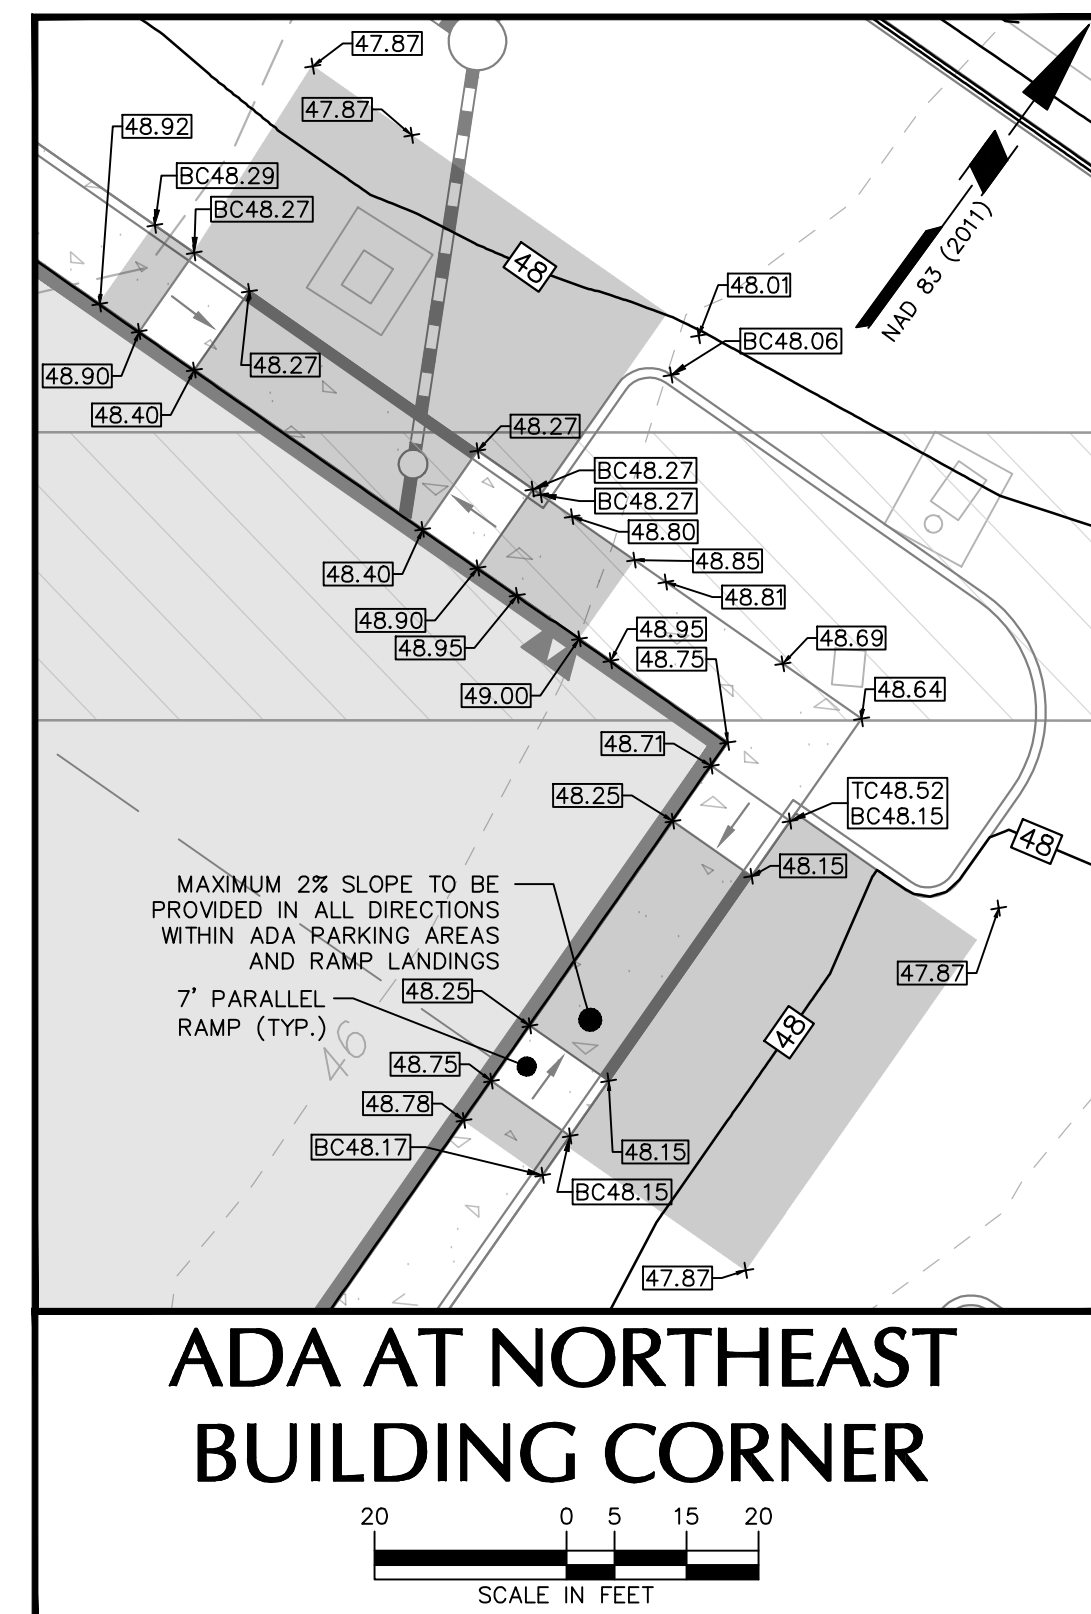 47.87
47.87
48.92
BC48.29
BC48.27
NAD 83 (2011)
48
48.01
BC48.06
48.90
48.27
48.40
48.27
BC48.27
BC48.27
48.80
48.40
48.85
48.81
48.90
48.95
48.95
48.75
48.69
49.00
48.64
48.71
48.25
TC48.52
BC48.15
48
48.15
MAXIMUM 2% SLOPE TO BE
PROVIDED IN ALL DIRECTIONS
WITHIN ADA PARKING AREAS
AND RAMP LANDINGS
47.87
48.25
7' PARALLEL
RAMP (TYP.)
46
48
48.75
48.78
BC48.17
48.15
BC48.15
47.87
ADA AT NORTHEAST
BUILDING CORNER
20 0 5 15 20
SCALE IN FEET